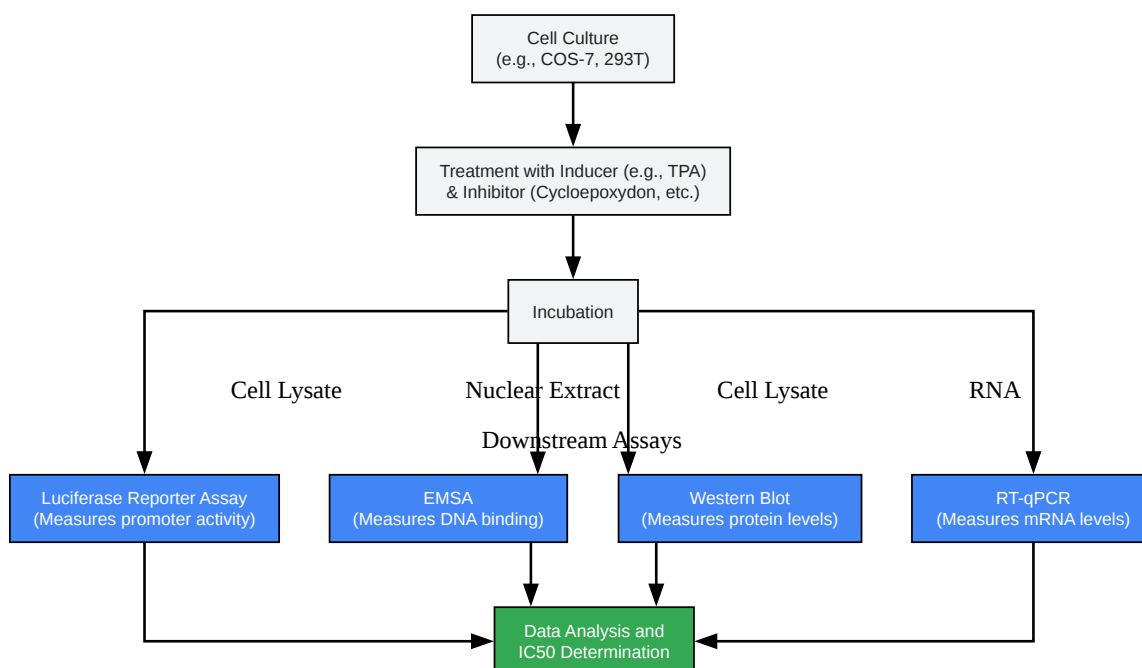 Cell Culture
(e.g., COS-7, 293T)
Treatment with Inducer (e.g., TPA)
& Inhibitor (Cycloepoxydon, etc.)
Incubation
Cell Lysate
Nuclear Extract
Cell Lysate
RNA
Downstream Assays
Luciferase Reporter Assay
(Measures promoter activity)
EMSA
(Measures DNA binding)
Western Blot
(Measures protein levels)
RT-qPCR
(Measures mRNA levels)
Data Analysis and
IC50 Determination